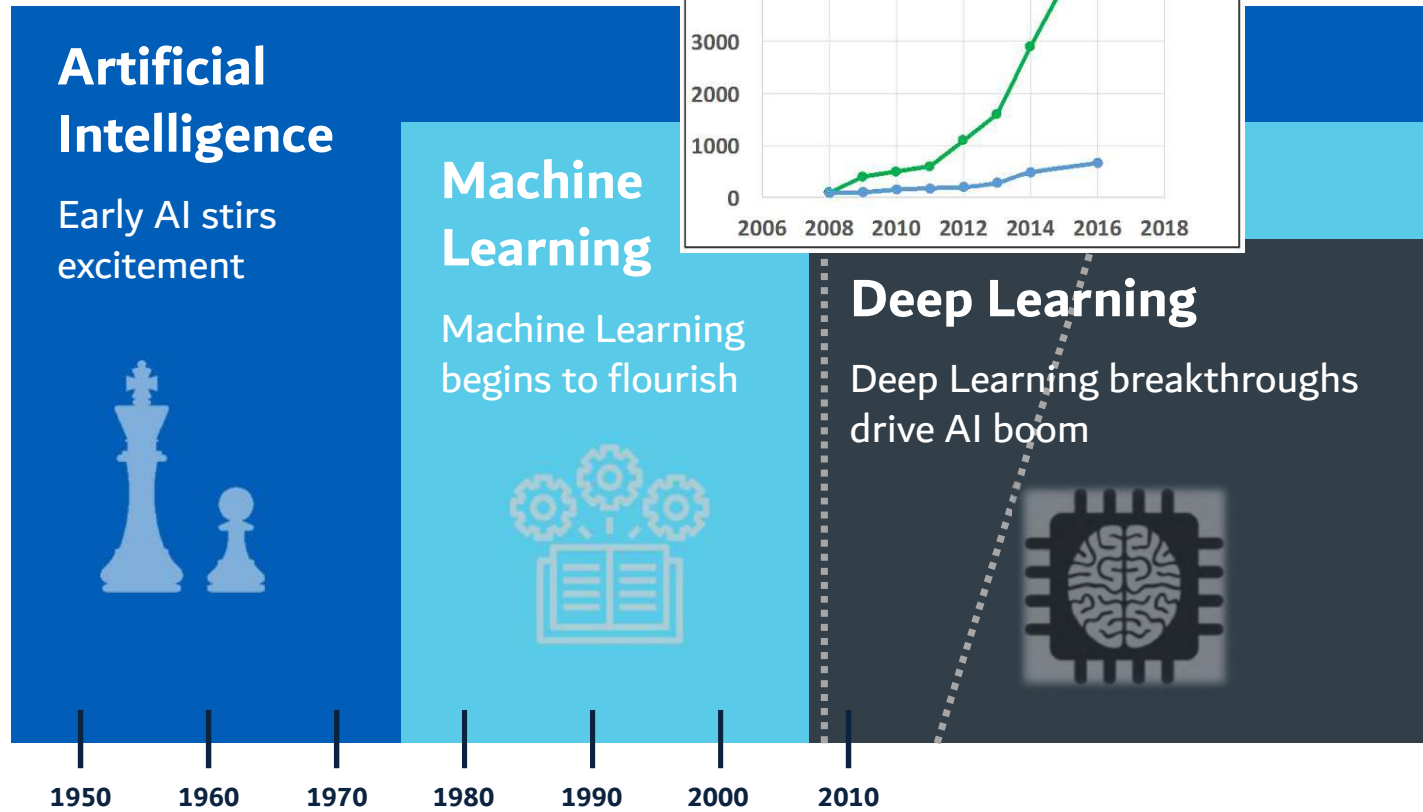 Artificial
Intelligence
Early AI stirs
excitement
Machine
Learning
Machine Learning
begins to flourish
3000
2000
1000
0
2006 2008 2010 2012 2014 2016 2018
Deep Learning
Deep Learning breakthroughs
drive AI boom
1950 1960 1970 1980 1990 2000 2010